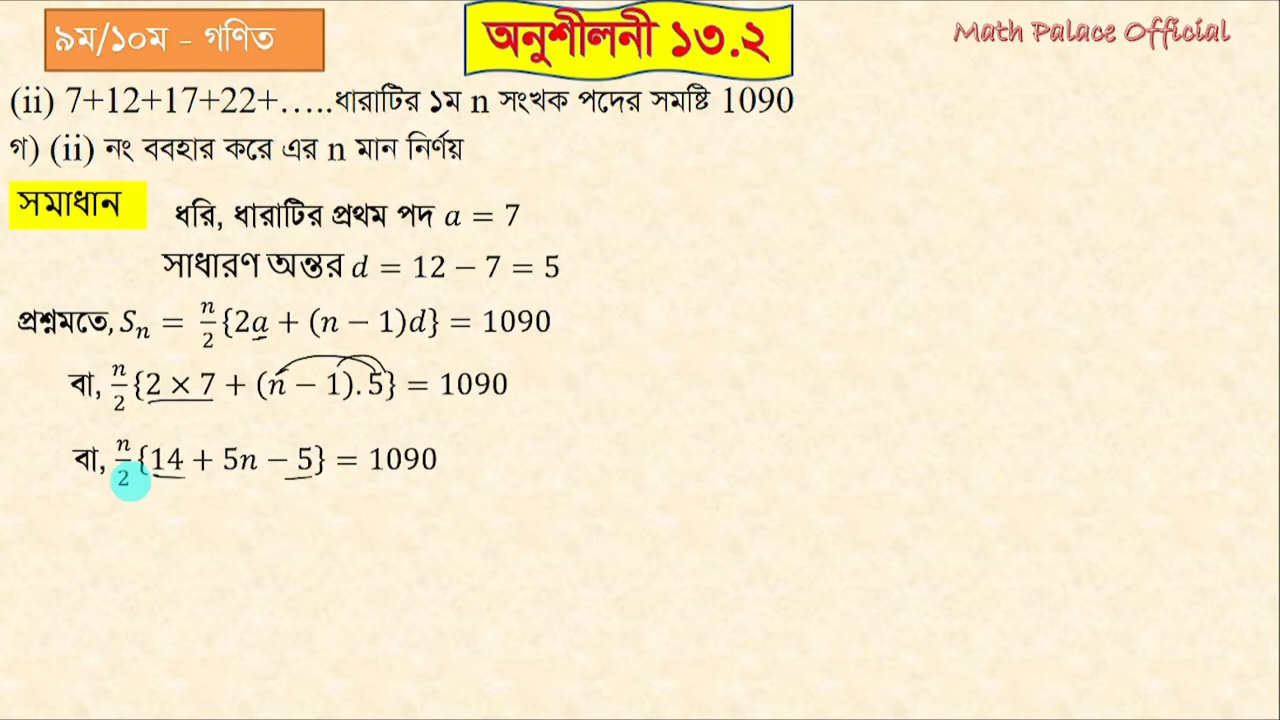 ৯ম/১০ম - গণিত
অনুশীলনী ১৩.২
Math Palace Official
(ii) 7+12+17+22+…..ধারাটির ১ম n সংখক পদের সমষ্টি 1090
গ) (ii) নং ববহার করে এর n মান নির্ণয়
সমাধান
ধরি, ধারাটির প্রথম পদ a = 7
সাধারণ অন্তর d = 12 − 7 = 5
প্রশ্নমতে, Sₙ = n/2 {2a + (n − 1)d} = 1090
বা, n/2 {2 × 7 + (n − 1). 5} = 1090
বা, n/2 {14 + 5n − 5} = 1090